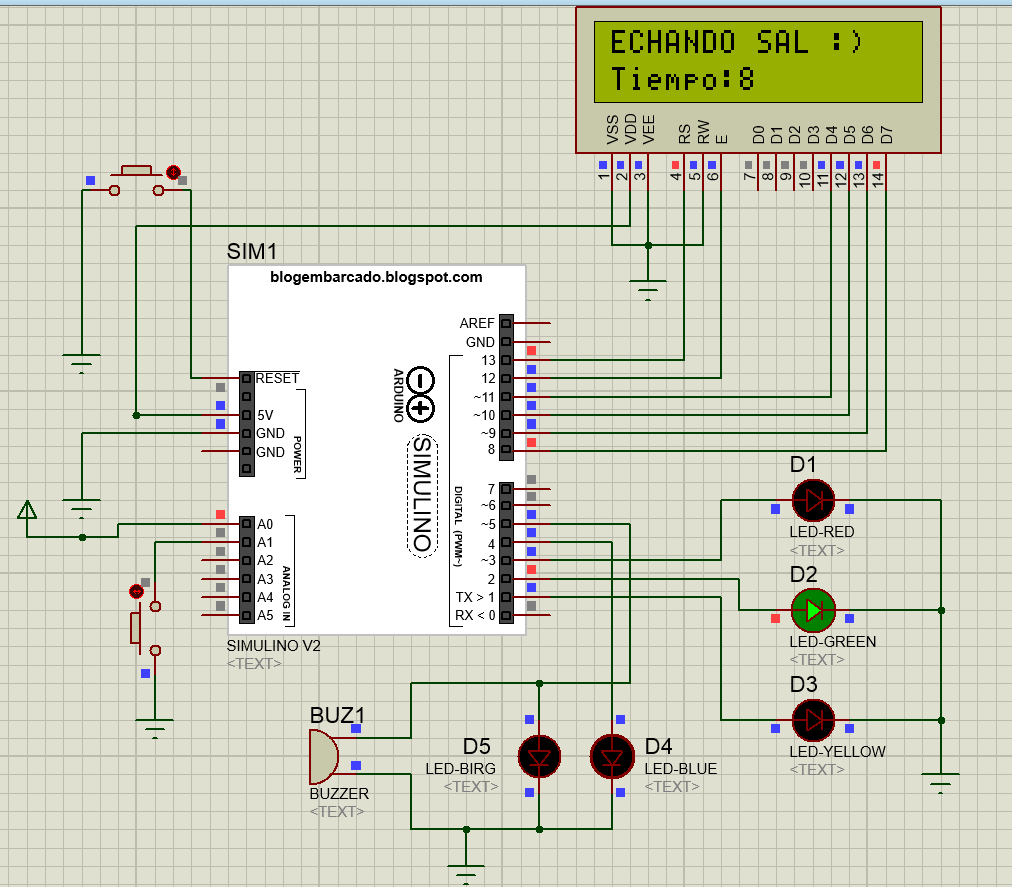 ECHANDO SAL :)
Tiempo:8
VSS
VDD
VEE
RS
RW
E
D0
D1
D2
D3
D4
D5
D6
D7
1
2
3
4
5
6
7
8
9
10
11
12
13
14
SIM1
blogembarcado.blogspot.com
AREF
GND
13
12
~11
~10
~9
8
RESET
5V
GND
GND
POWER
ARDUINO
SIMULINO
7
~6
~5
4
~3
2
TX > 1
RX < 0
DIGITAL (PWM~)
A0
A1
A2
A3
A4
A5
ANALOG IN
SIMULINO V2
<TEXT>
D1
LED-RED
<TEXT>
D2
LED-GREEN
<TEXT>
D3
LED-YELLOW
<TEXT>
BUZ1
BUZZER
<TEXT>
D5
LED-BIRG
<TEXT>
D4
LED-BLUE
<TEXT>